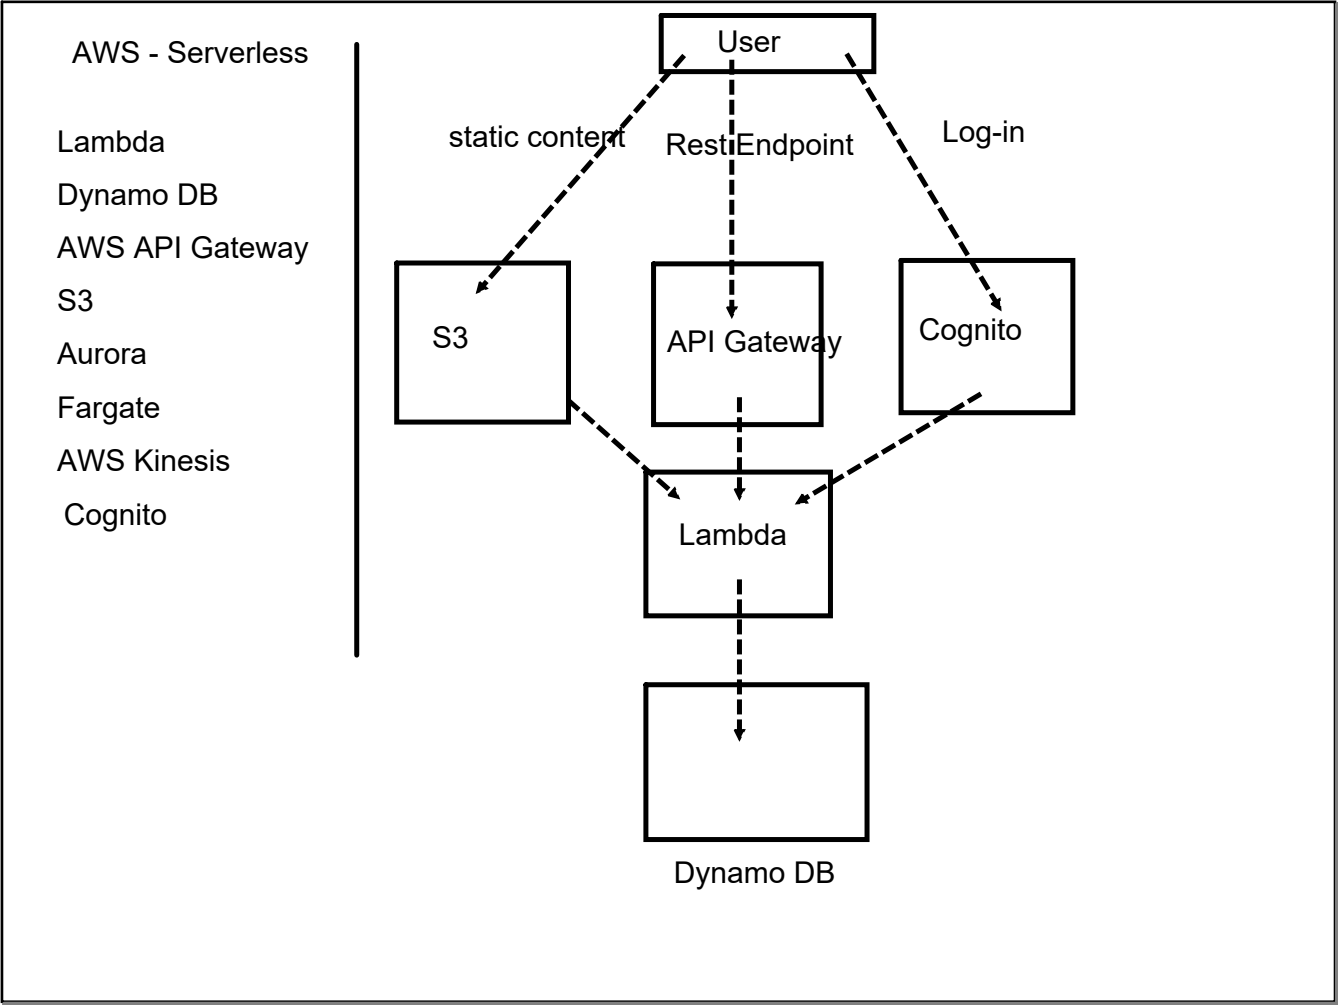 AWS - Serverless
Lambda
Dynamo DB
AWS API Gateway
S3
Aurora
Fargate
AWS Kinesis
Cognito
User
static content
Rest Endpoint
Log-in
S3
API Gateway
Cognito
Lambda
Dynamo DB